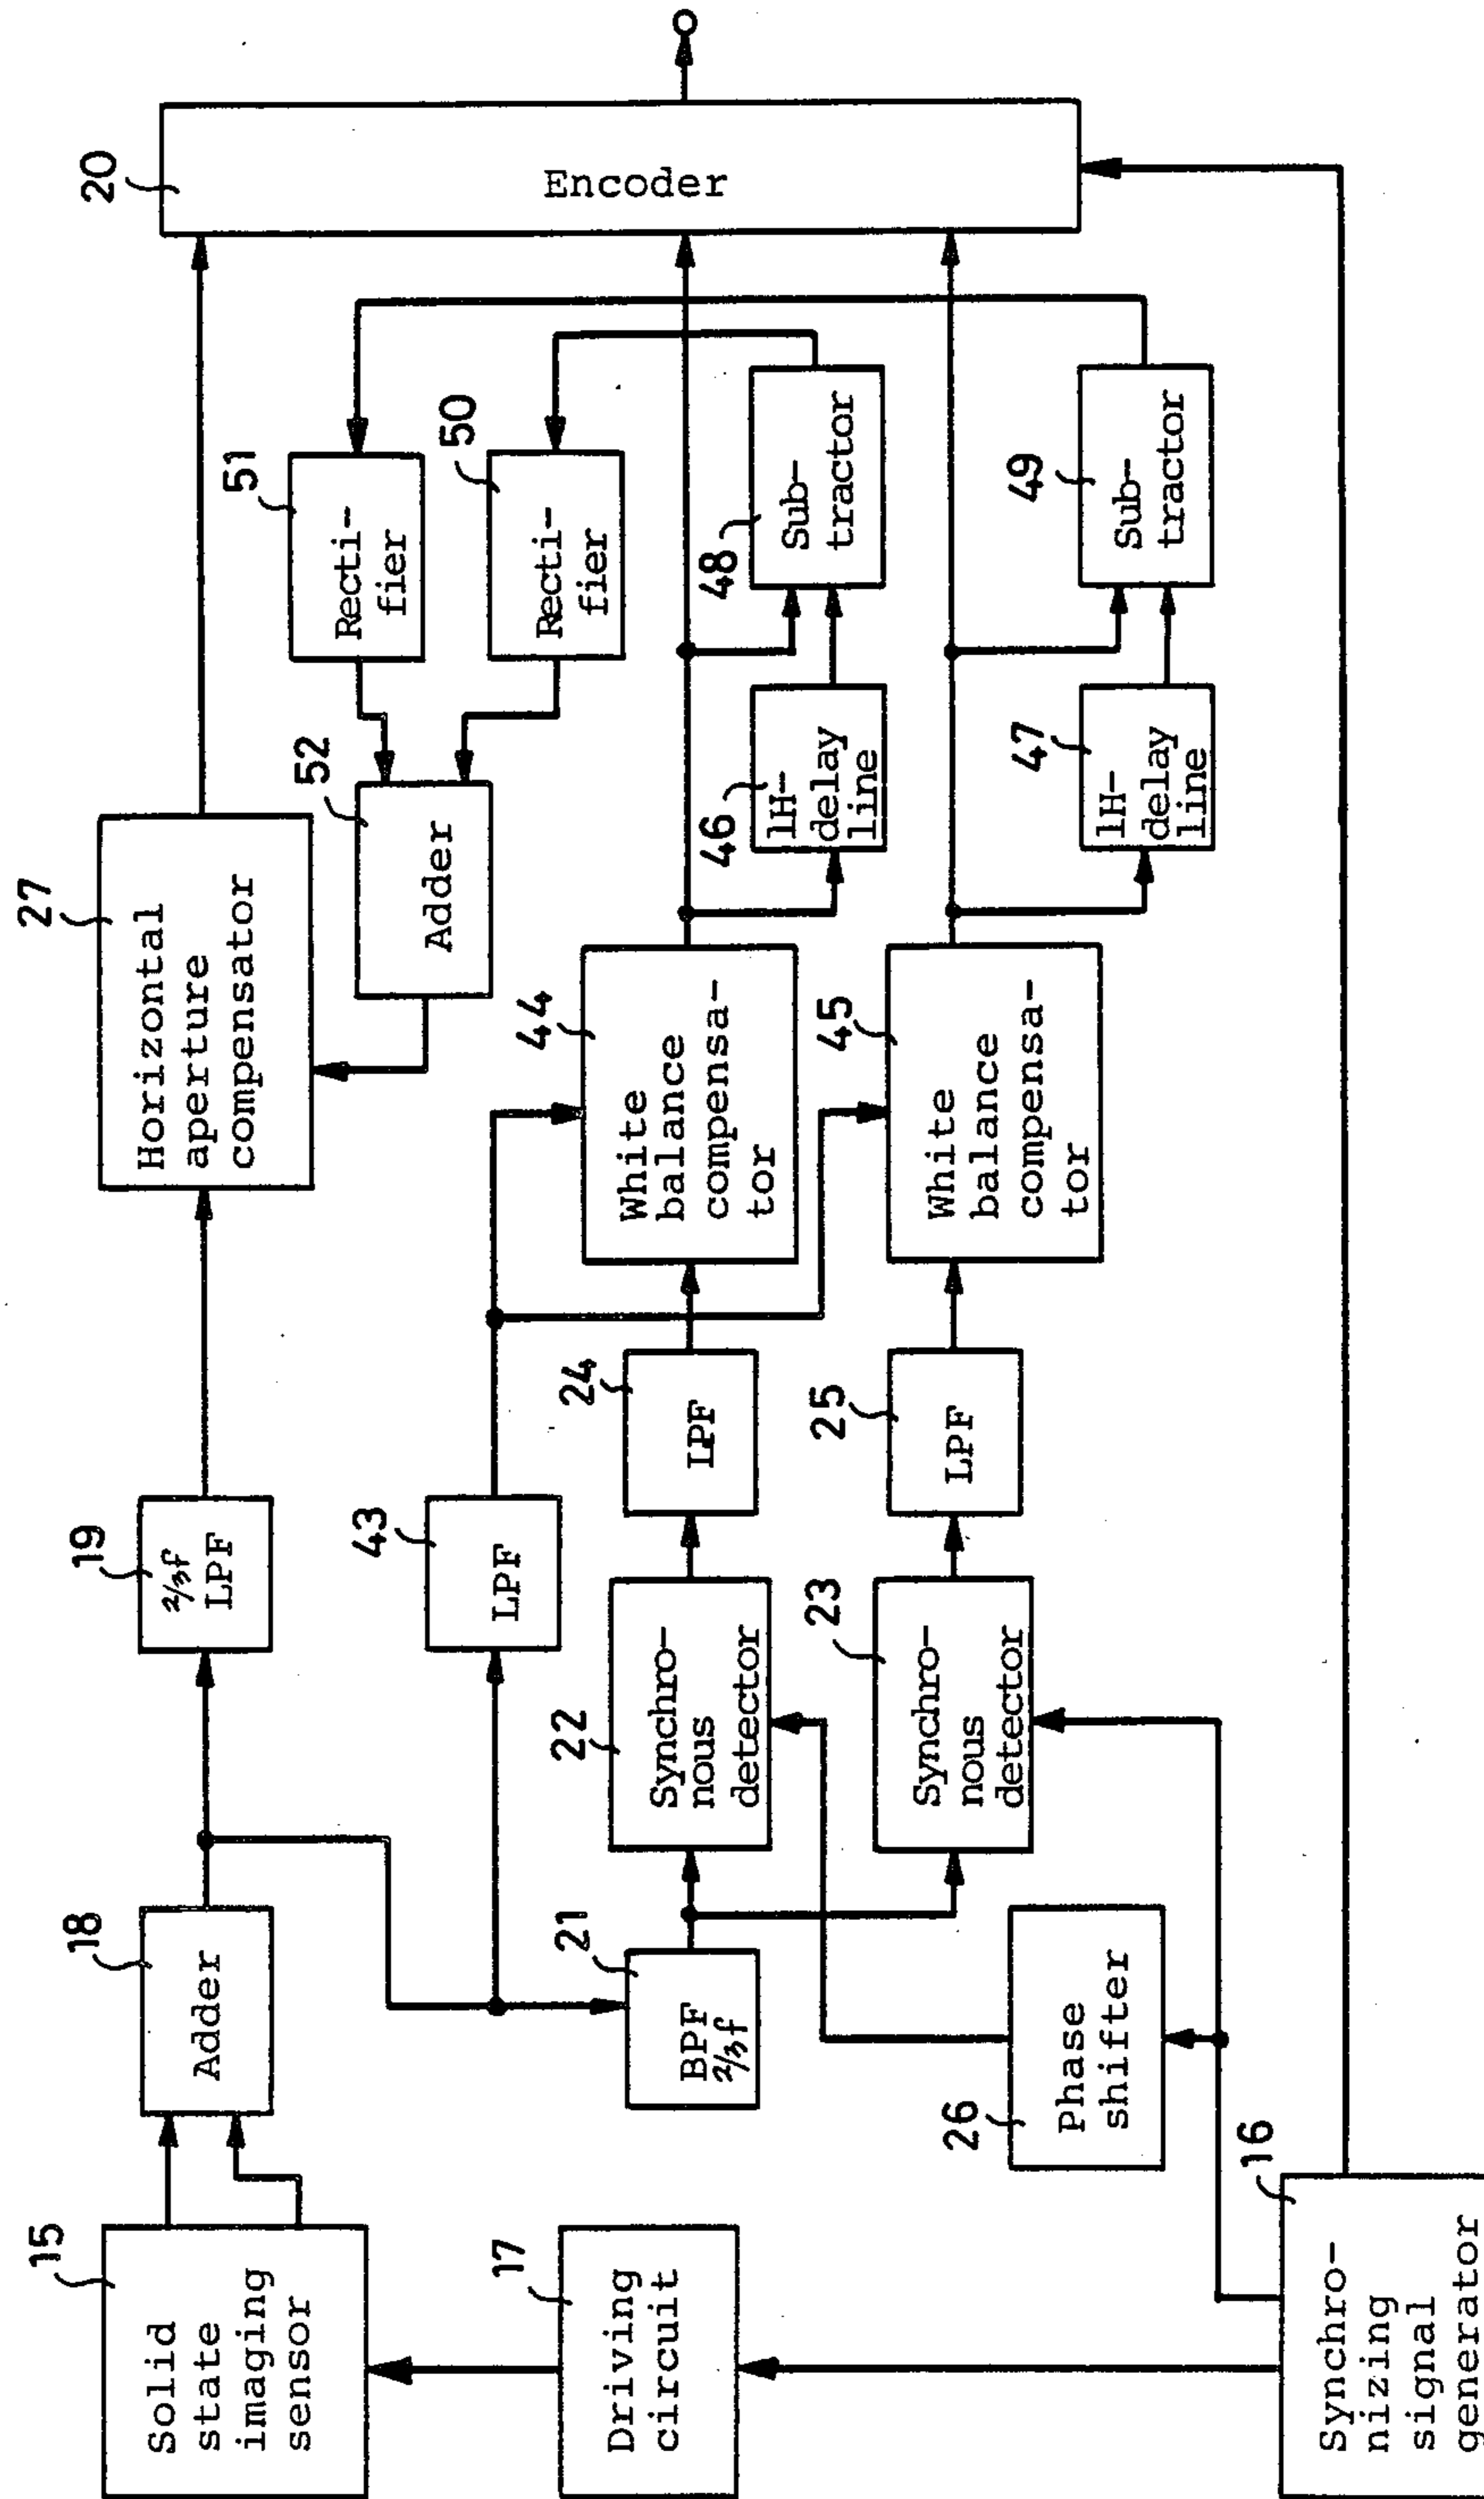 15
Solid
state
imaging
sensor
18
Adder
19
2/3f
LPF
27
Horizontal
aperture
compensator
20
Encoder
17
Driving
circuit
43
LPF
52
Adder
51
Recti-
fier
50
Recti-
fier
21
BPF
2/3f
22
Synchro-
nous
detector
24
LPF
44
White
balance
compensa-
tor
46
1H-
delay
line
48
Sub-
tractor
23
Synchro-
nous
detector
25
LPF
45
White
balance
compensa-
tor
47
1H-
delay
line
49
Sub-
tractor
26
Phase
shifter
16
Synchro-
nizing
signal
generator